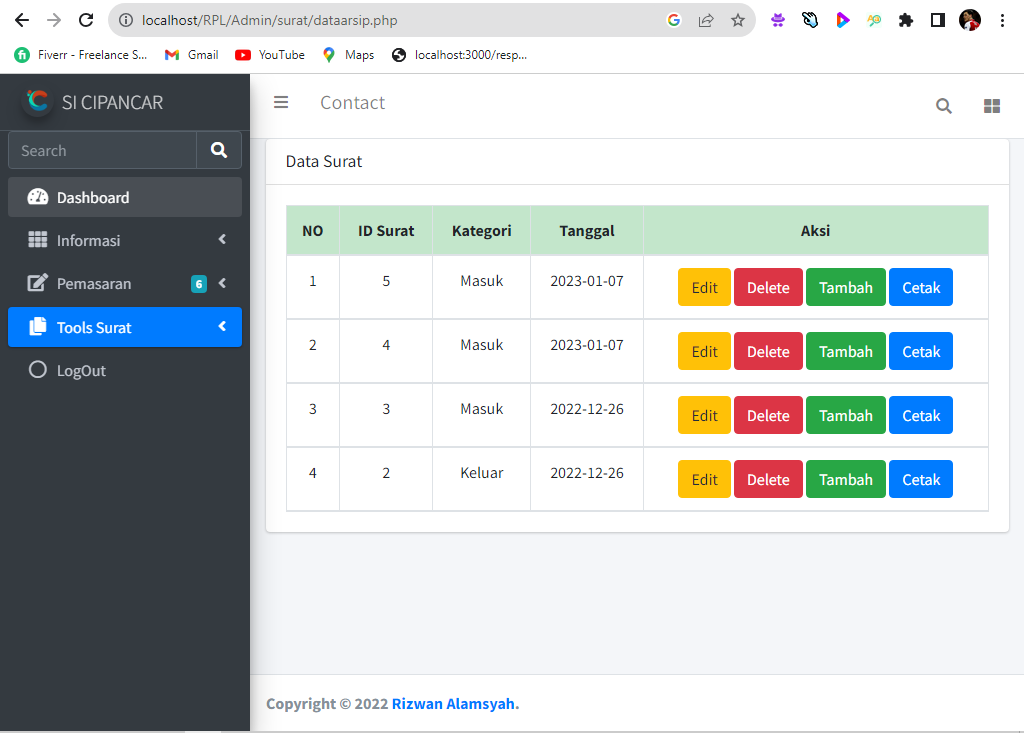 localhost/RPL/Admin/surat/dataarsip.php
Fiverr - Freelance S... Gmail YouTube Maps localhost:3000/resp...
SI CIPANCAR
Contact
Search
Dashboard
Informasi
Pemasaran 6
Tools Surat
LogOut
Data Surat
NO ID Surat Kategori Tanggal Aksi
1 5 Masuk 2023-01-07 Edit Delete Tambah Cetak
2 4 Masuk 2023-01-07 Edit Delete Tambah Cetak
3 3 Masuk 2022-12-26 Edit Delete Tambah Cetak
4 2 Keluar 2022-12-26 Edit Delete Tambah Cetak
Copyright © 2022 Rizwan Alamsyah.